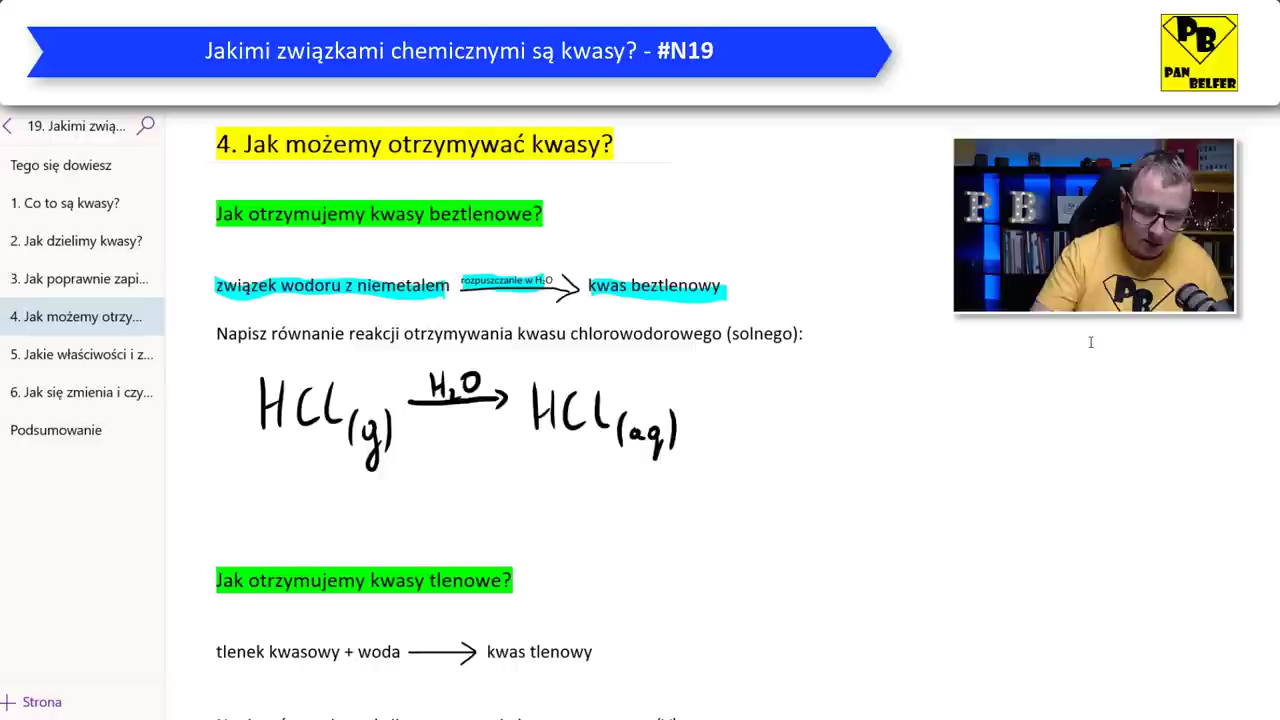 Jakimi związkami chemicznymi są kwasy? - #N19
PB
PAN
BELFER
19. Jakimi zwią...
Tego się dowiesz
1. Co to są kwasy?
2. Jak dzielimy kwasy?
3. Jak poprawnie zapi...
4. Jak możemy otrzy...
5. Jakie właściwości i z...
6. Jak się zmienia i czy...
Podsumowanie
Strona
4. Jak możemy otrzymywać kwasy?
Jak otrzymujemy kwasy beztlenowe?
związek wodoru z niemetalem rozpuszczanie w H₂O kwas beztlenowy
Napisz równanie reakcji otrzymywania kwasu chlorowodorowego (solnego):
HCl(g) H₂O → HCl(aq)
Jak otrzymujemy kwasy tlenowe?
tlenek kwasowy + woda → kwas tlenowy
P B
PB